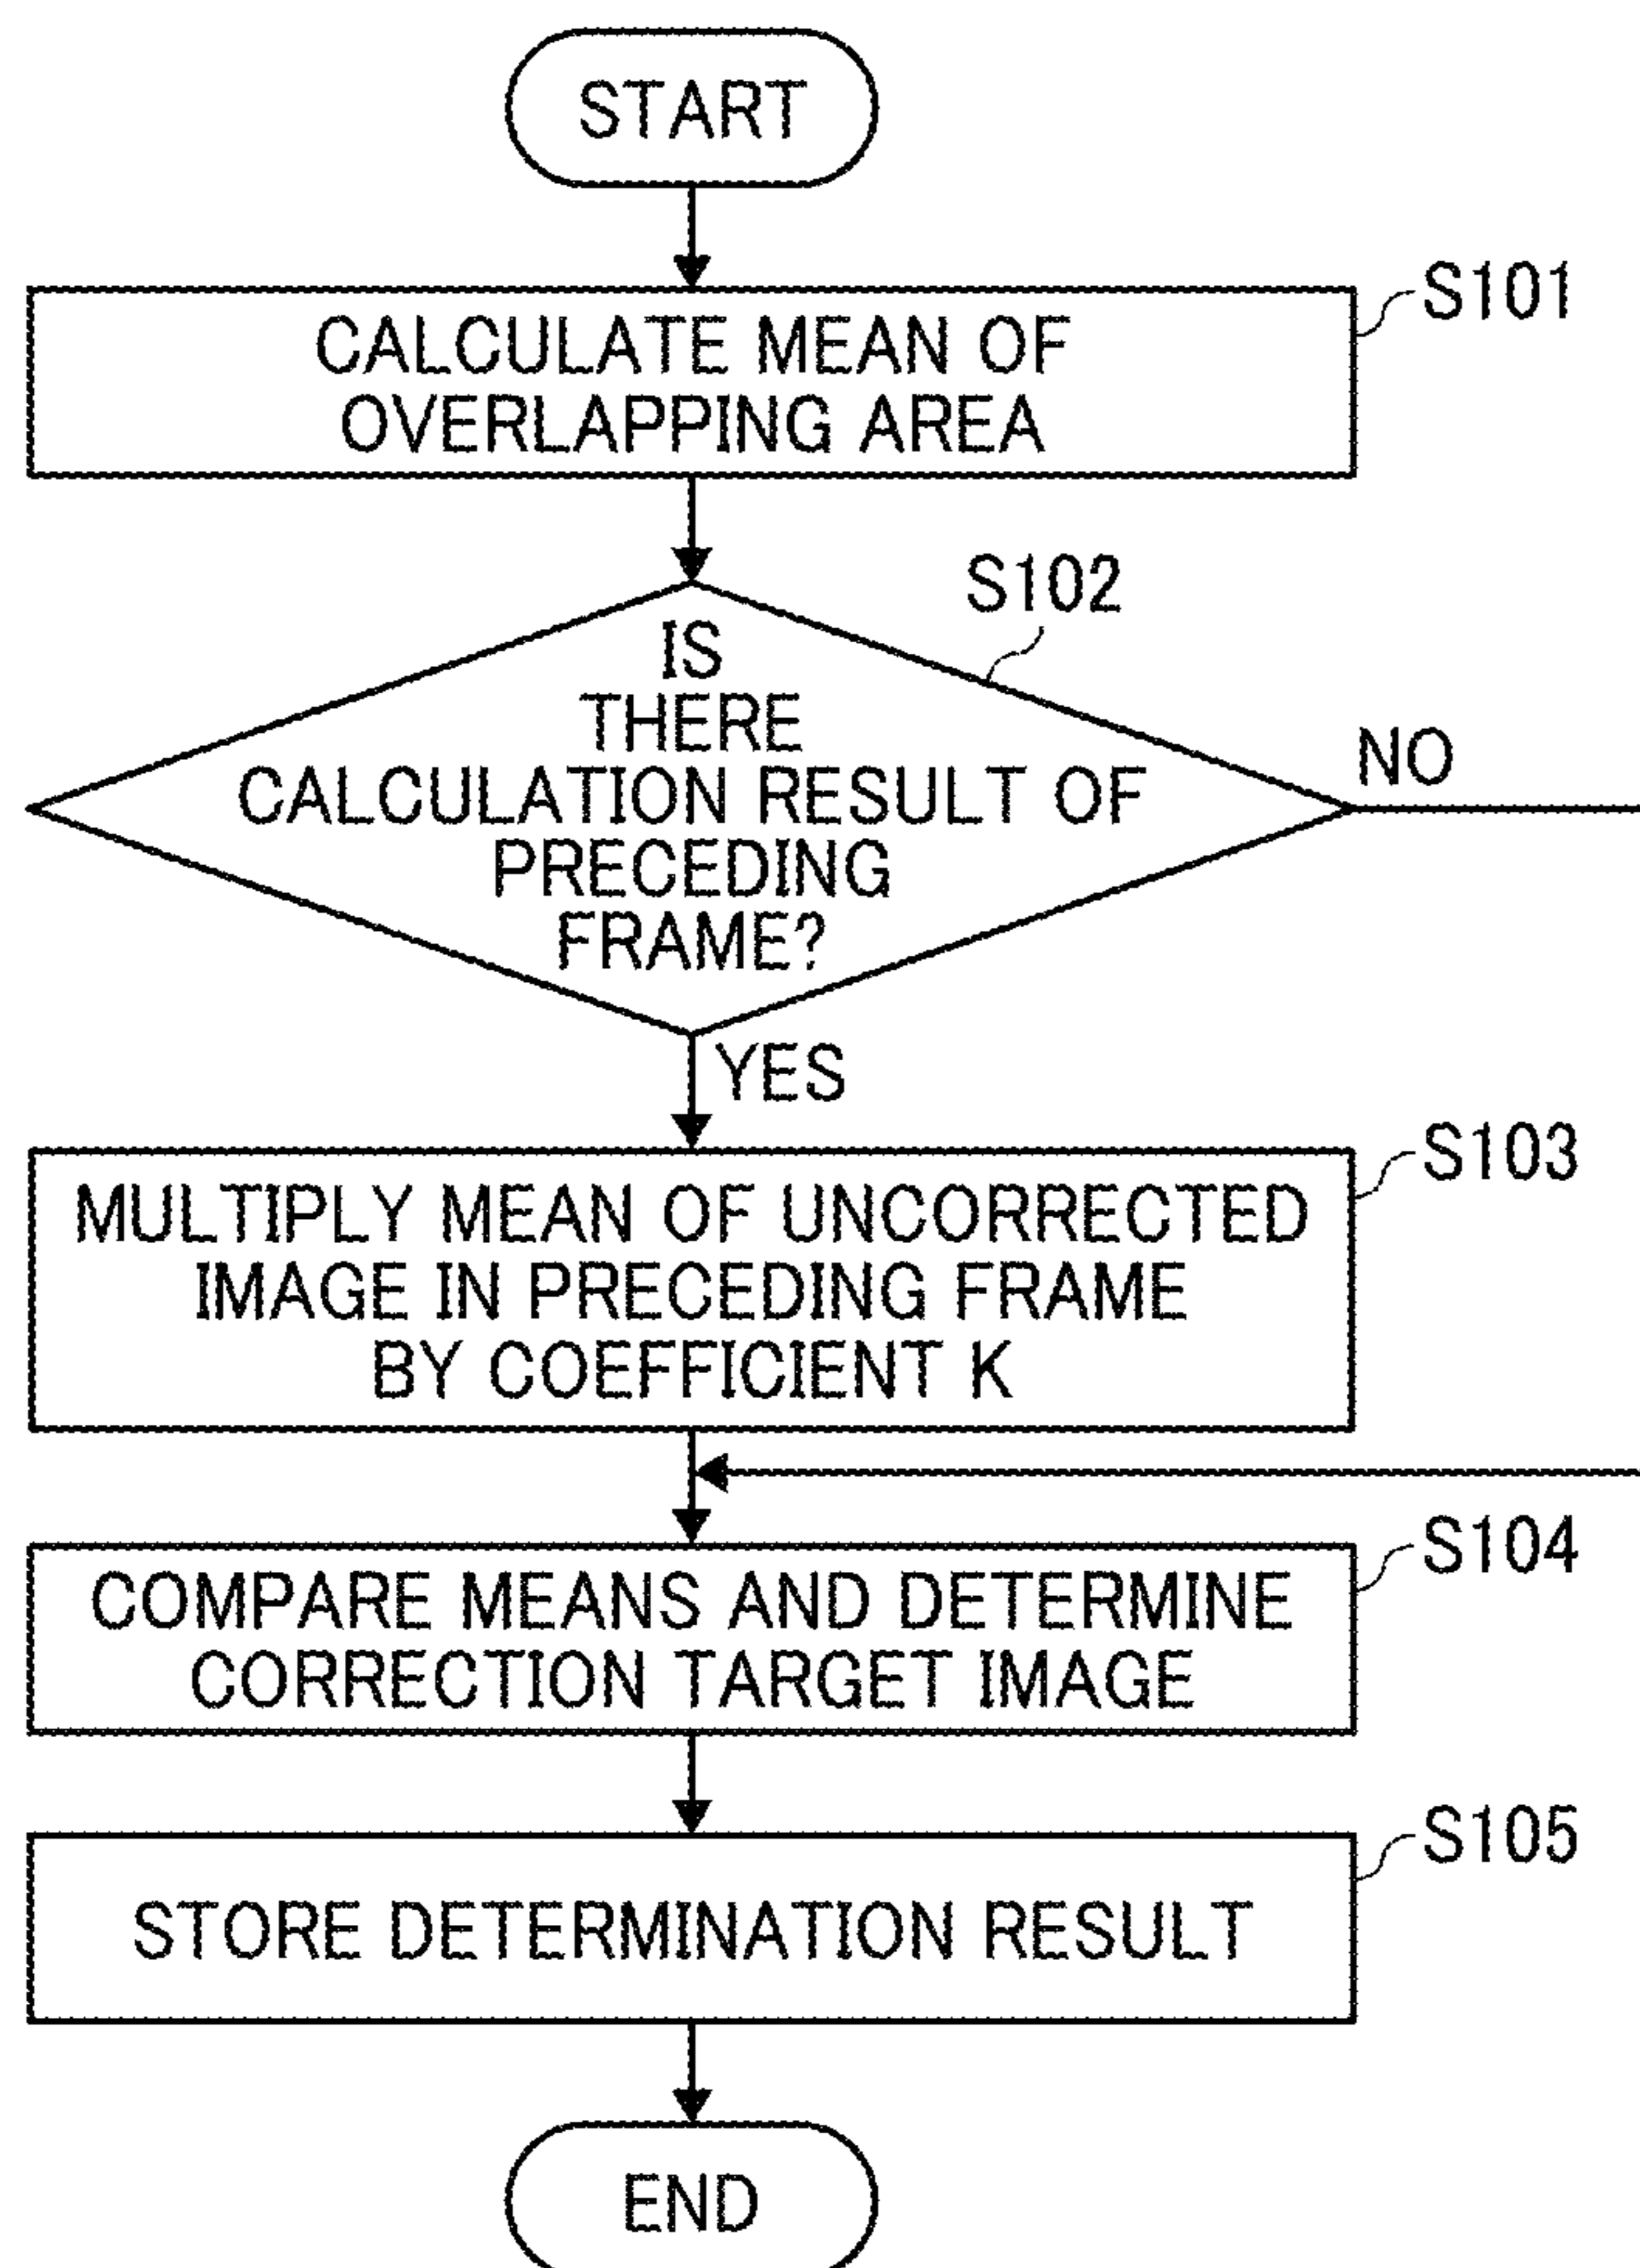 START
S101
CALCULATE MEAN OF
OVERLAPPING AREA
S102
IS
THERE
CALCULATION RESULT OF
PRECEDING
FRAME?
NO
YES
S103
MULTIPLY MEAN OF UNCORRECTED
IMAGE IN PRECEDING FRAME
BY COEFFICIENT K
S104
COMPARE MEANS AND DETERMINE
CORRECTION TARGET IMAGE
S105
STORE DETERMINATION RESULT
END